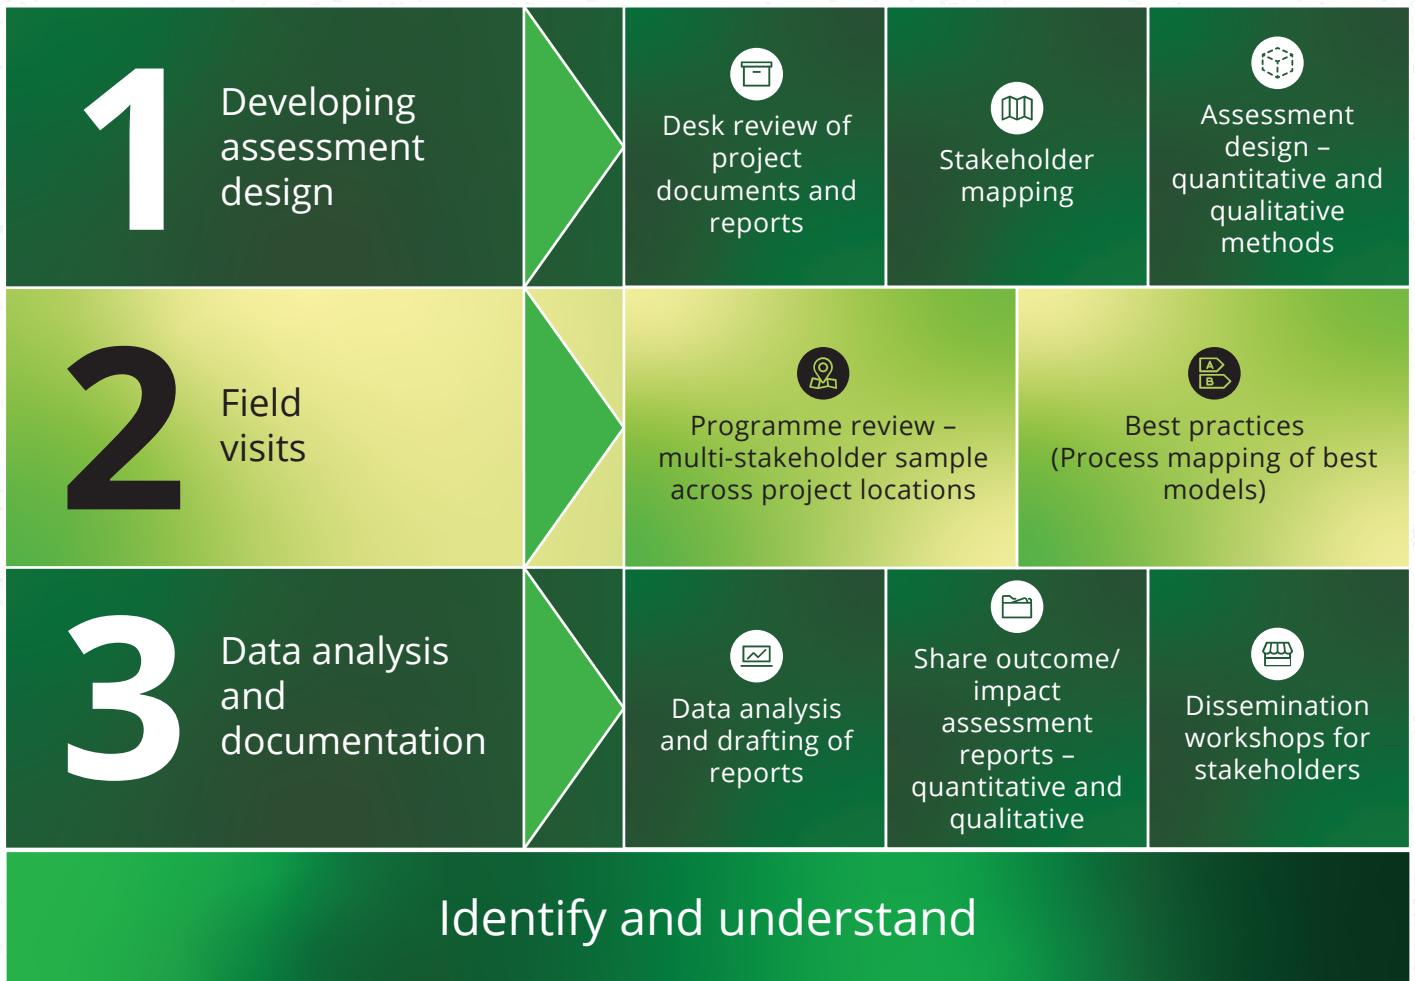 1
Developing
assessment
design
Desk review of
project
documents and
reports
Stakeholder
mapping
Assessment
design –
quantitative and
qualitative
methods
2
Field
visits
Programme review –
multi-stakeholder sample
across project locations
A
B
Best practices
(Process mapping of best
models)
3
Data analysis
and
documentation
Data analysis
and drafting of
reports
Share outcome/
impact
assessment
reports –
quantitative and
qualitative
Dissemination
workshops for
stakeholders
Identify and understand